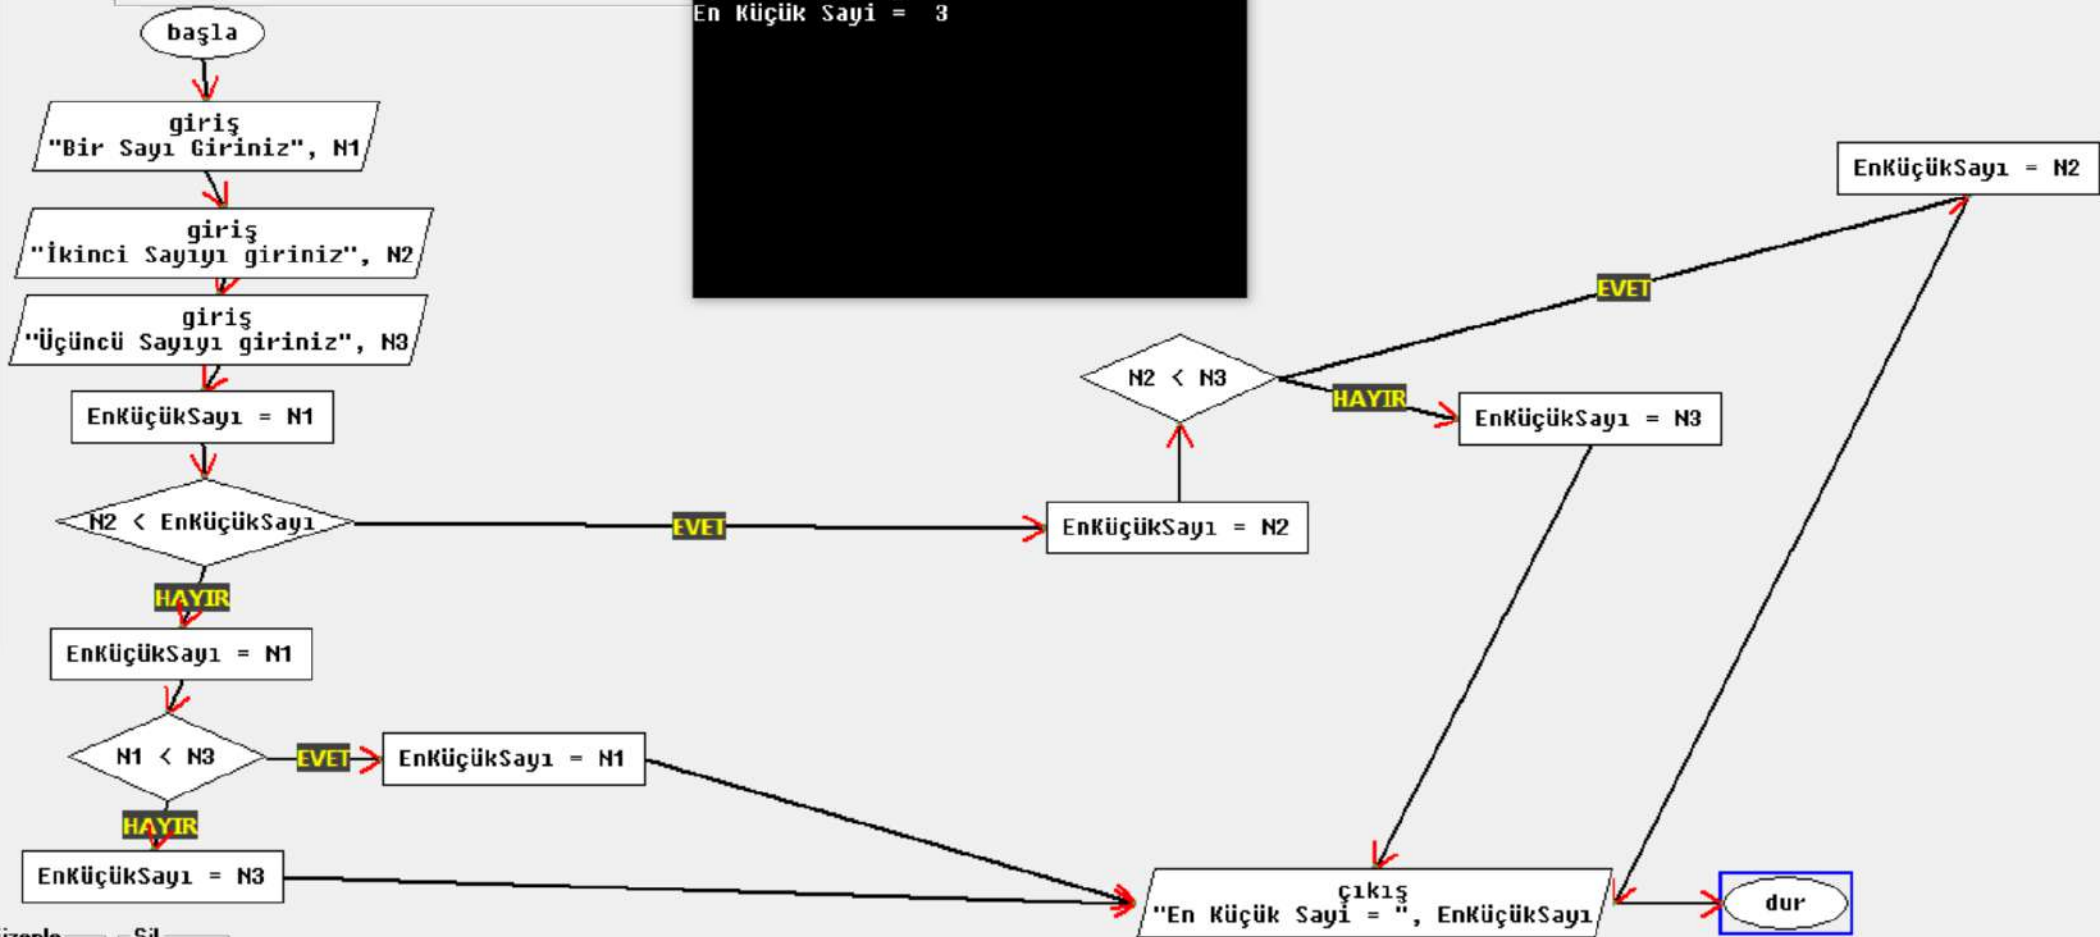 En Küçük Sayi = 3
başla
giriş
"Bir Sayı Giriniz", N1
giriş
"İkinci Sayıyı giriniz", N2
giriş
"Üçüncü Sayıyı giriniz", N3
EnKüçükSayı = N1
N2 < EnKüçükSayı
EVET
EnKüçükSayı = N2
N2 < N3
EVET
EnKüçükSayı = N2
HAYIR
EnKüçükSayı = N3
HAYIR
EnKüçükSayı = N1
N1 < N3
EVET
EnKüçükSayı = N1
HAYIR
EnKüçükSayı = N3
çıkış
"En Küçük Sayi = ", EnKüçükSayı
dur
Sil